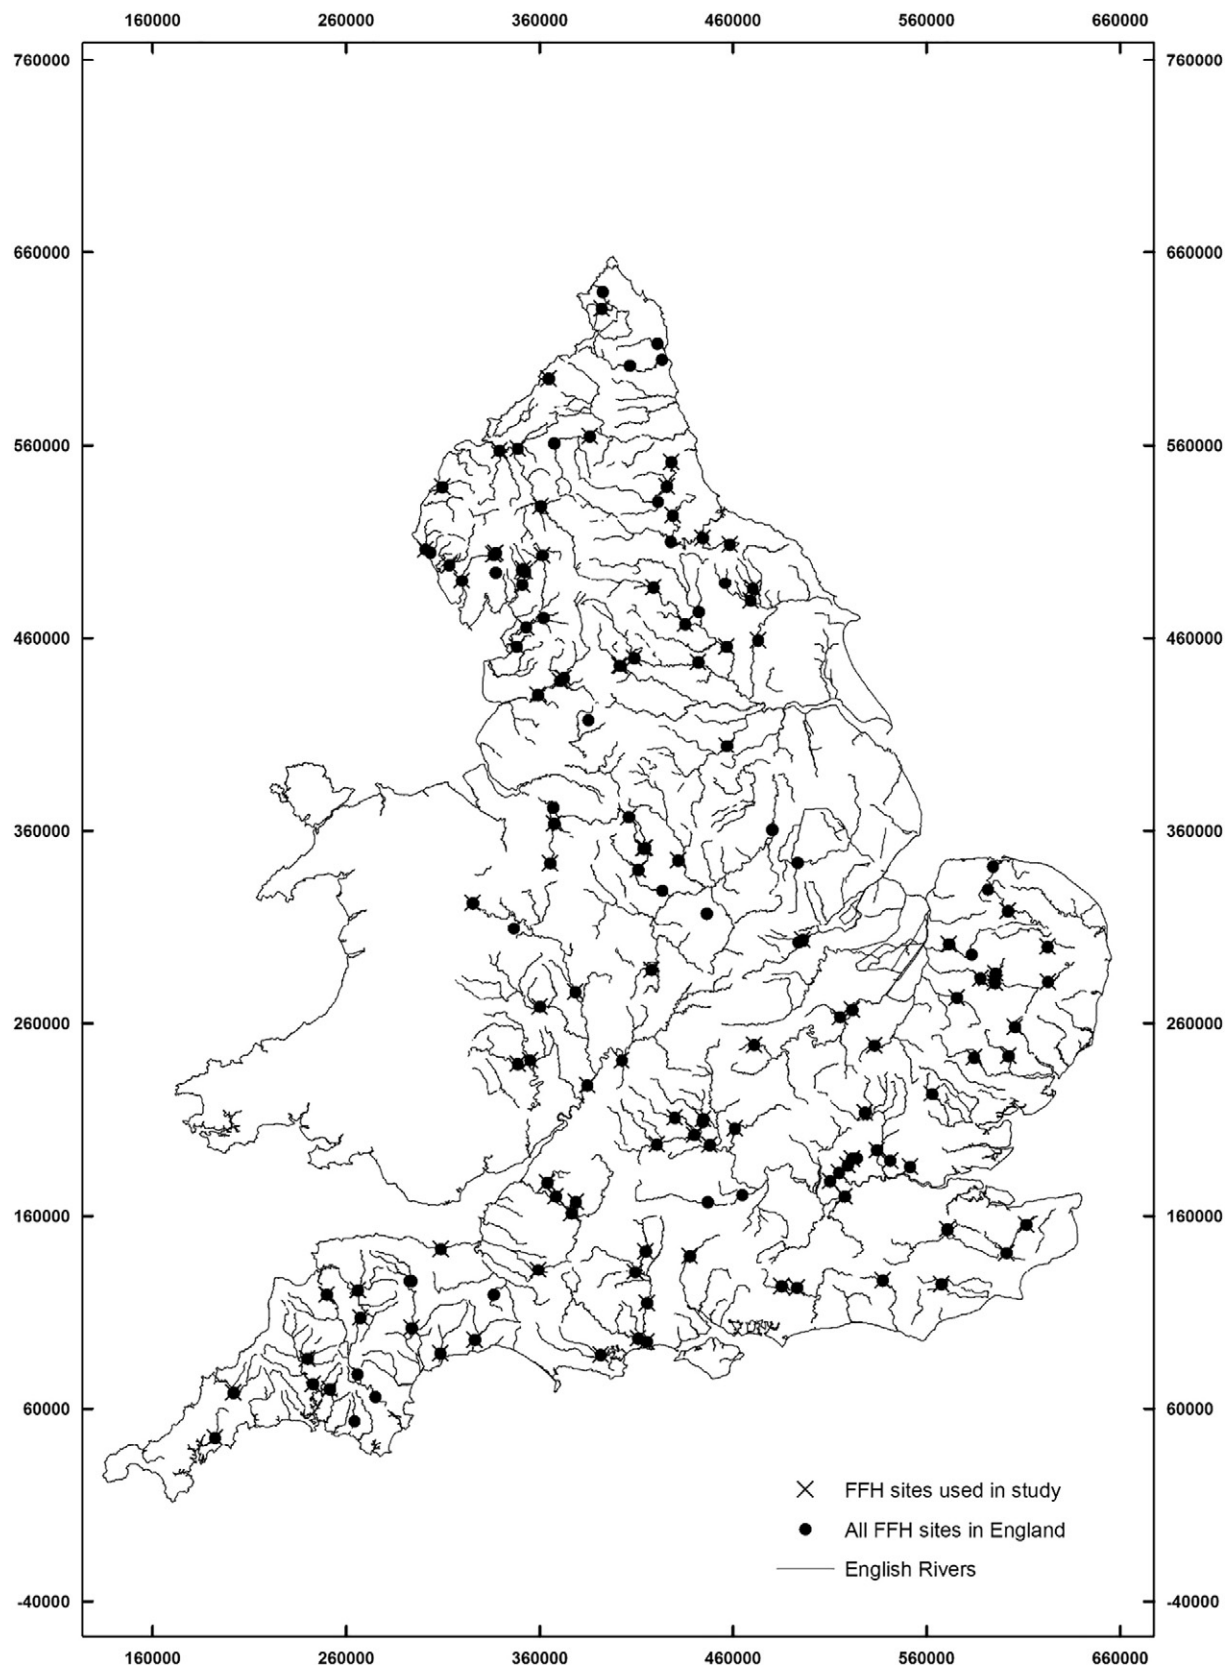 160000 260000 360000 460000 560000 660000
760000 760000
660000 660000
560000 560000
460000 460000
360000 360000
260000 260000
160000 160000
60000 60000
FFH sites used in study
All FFH sites in England
English Rivers
-40000 -40000
160000 260000 360000 460000 560000 660000